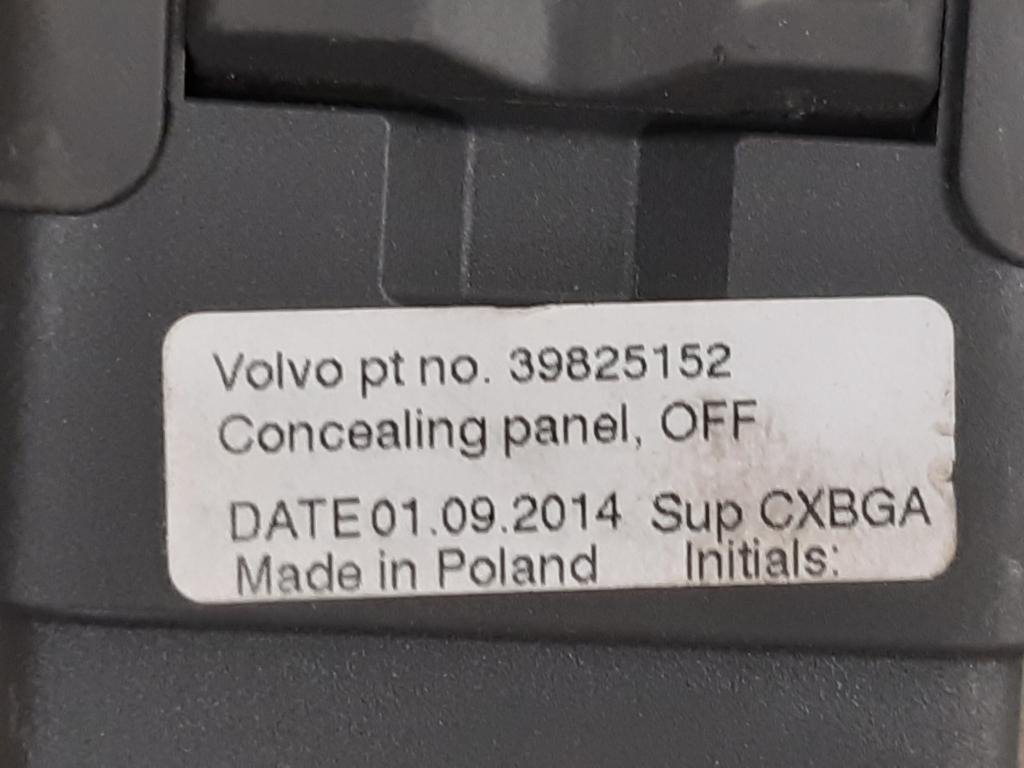 Volvo pt no. 39825152
Concealing panel, OFF
DATE 01.09.2014 Sup CXBGA
Made in Poland Initials: